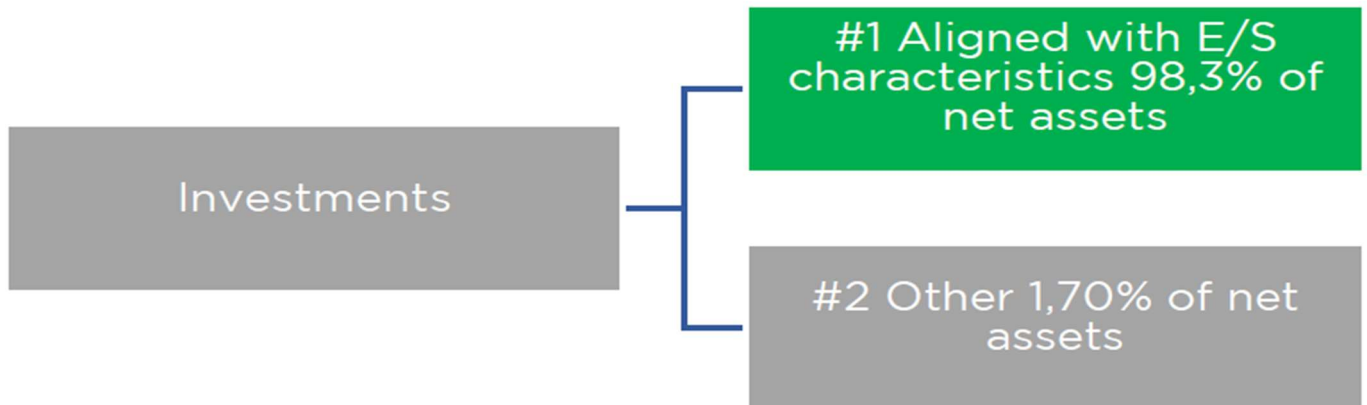 Investments
#1 Aligned with E/S
characteristics 98,3% of
net assets
#2 Other 1,70% of net
assets